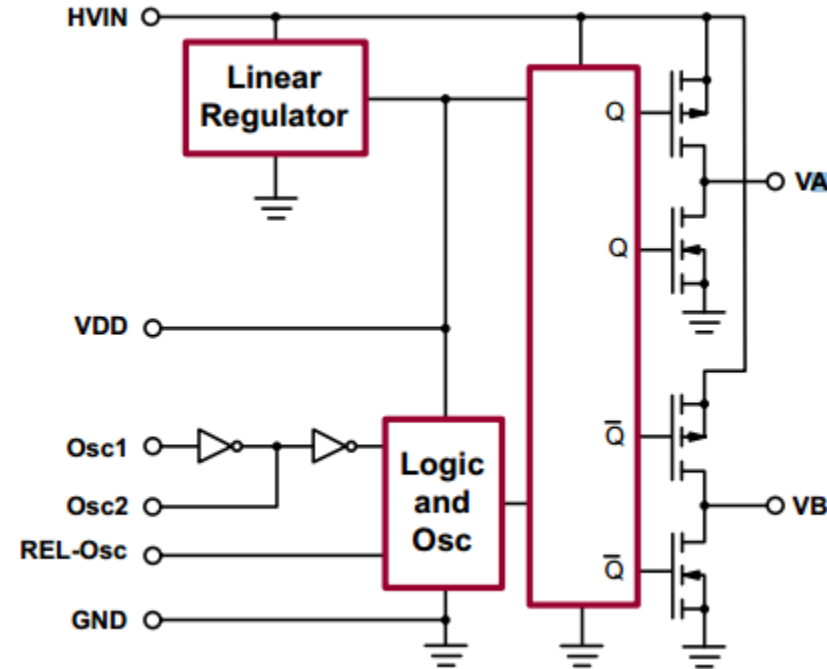 HVIN
Linear
Regulator
Q
VA
Q
VDD
Osc1
Logic
and
Osc
Q̅
Osc2
VB
REL-Osc
Q̅
GND